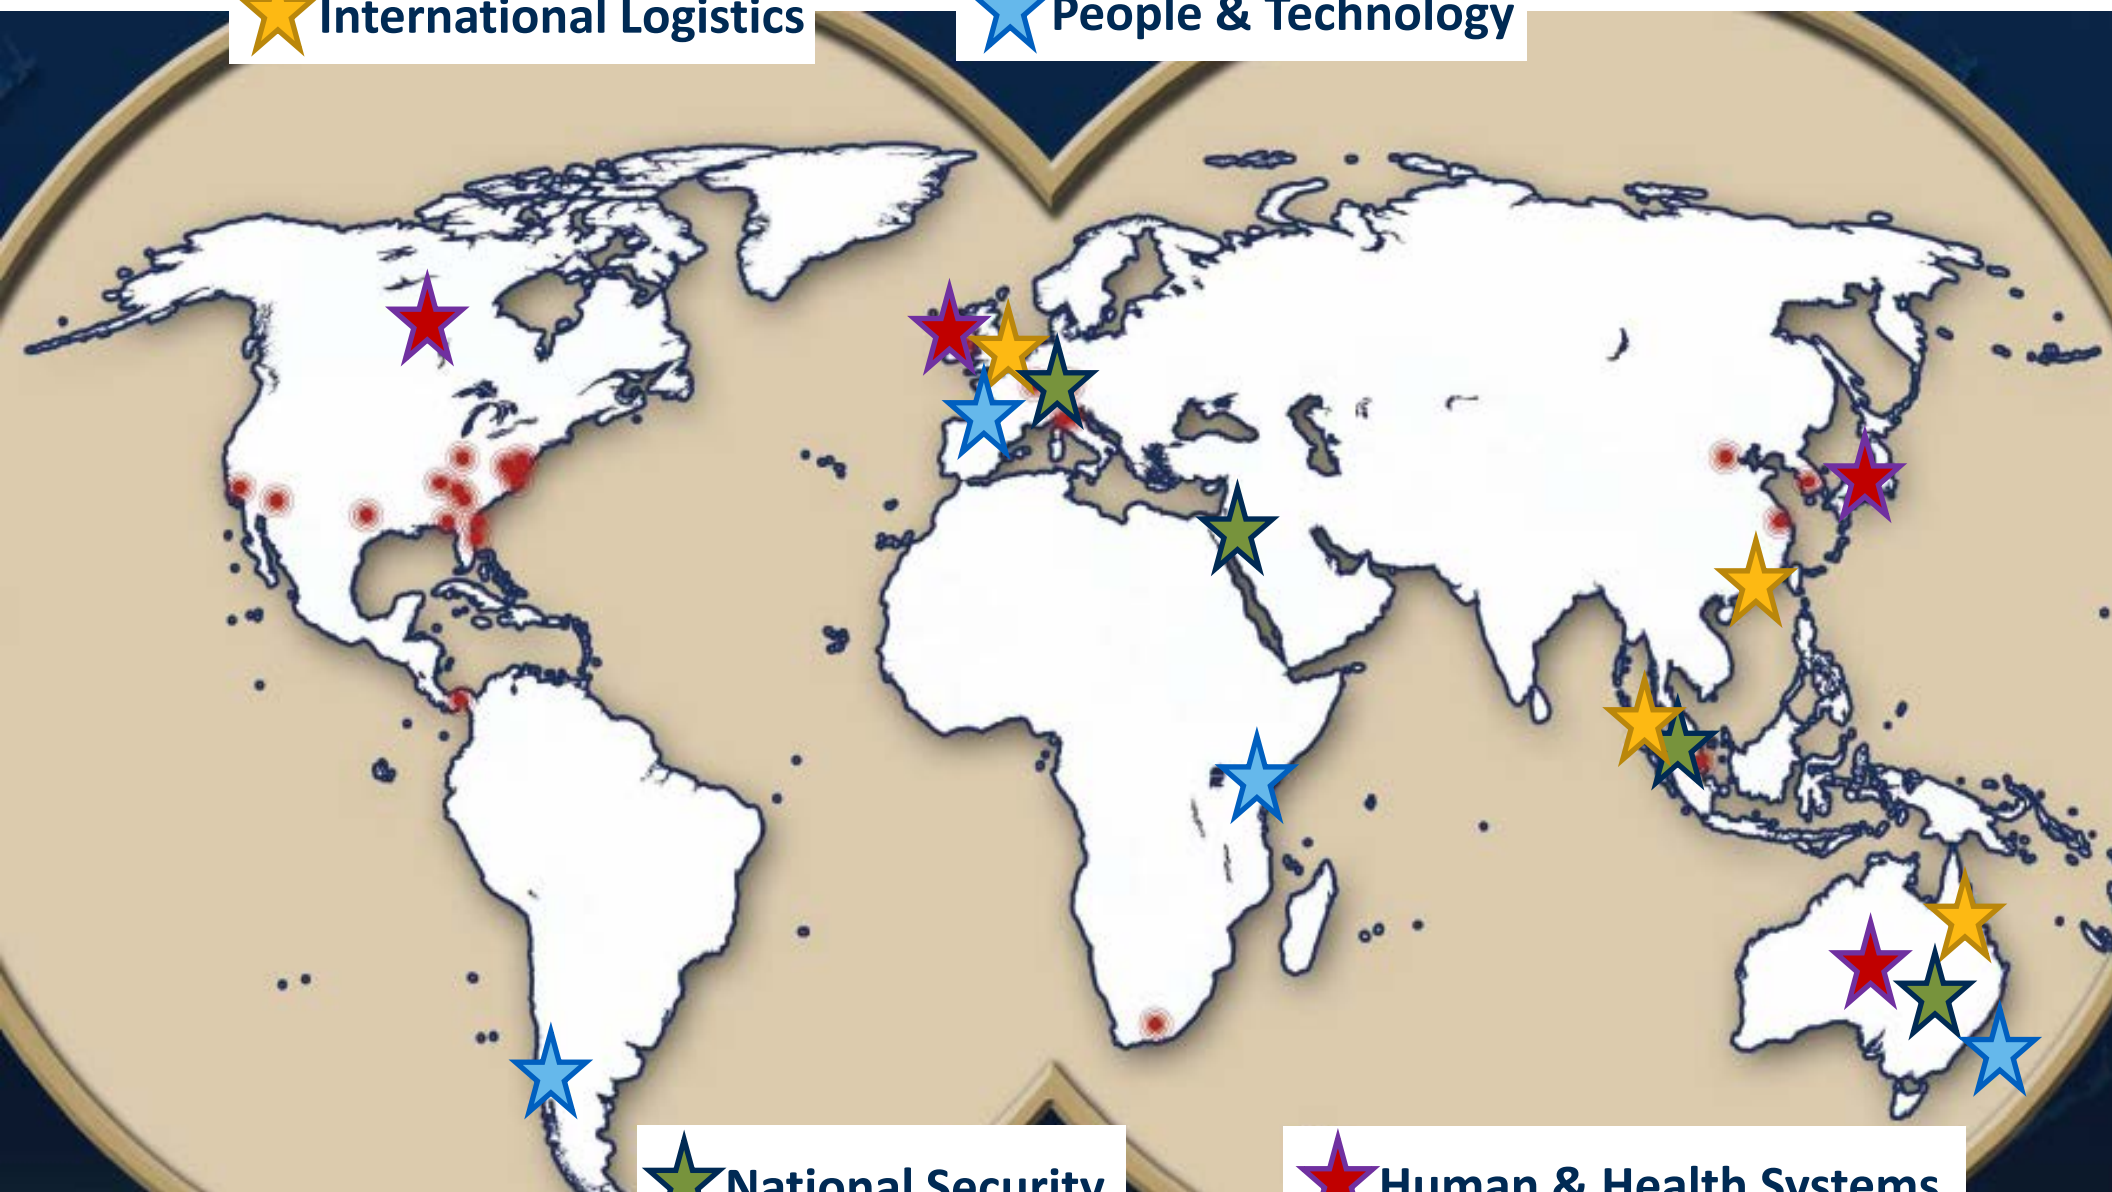 International Logistics
People & Technology
National Security
Human & Health Systems